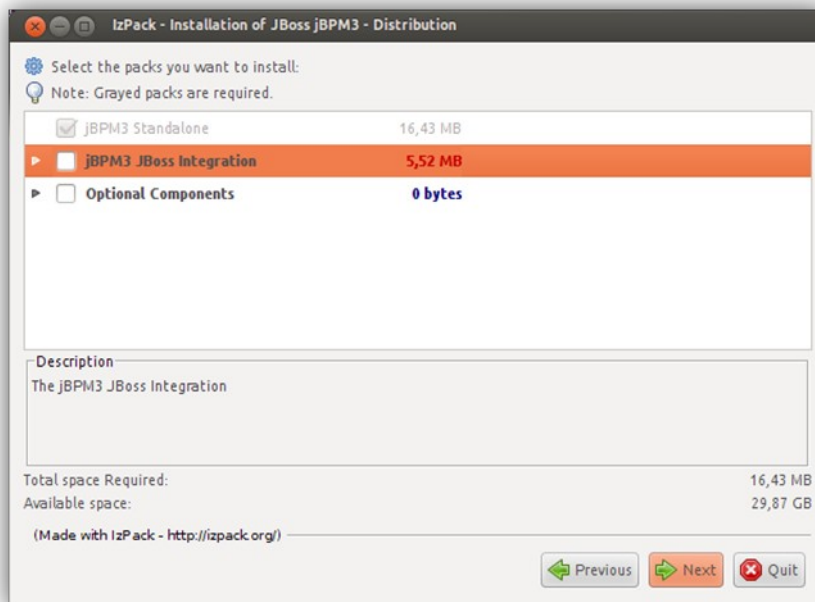 IzPack - Installation of JBoss jBPM3 - Distribution
Select the packs you want to install:
Note: Grayed packs are required.
jBPM3 Standalone 16,43 MB
jBPM3 JBoss Integration 5,52 MB
Optional Components 0 bytes
Description
The jBPM3 JBoss Integration
Total space Required: 16,43 MB
Available space: 29,87 GB
(Made with IzPack - http://izpack.org/)
Previous Next Quit